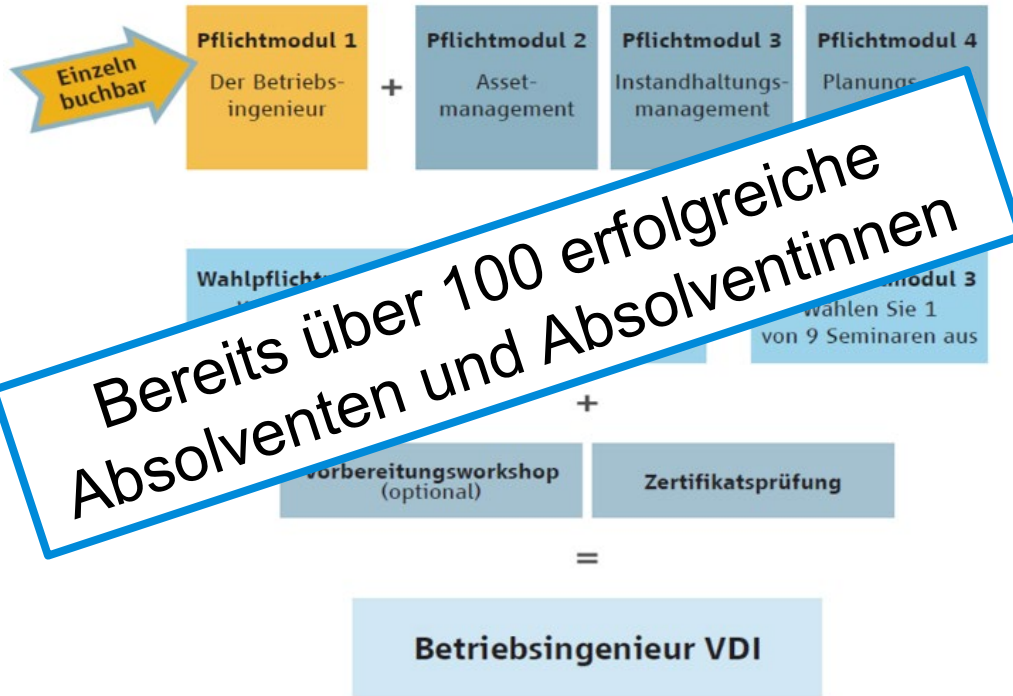 Einzeln
buchbar
Pflichtmodul 1
Der Betriebs-
ingenieur
+
Pflichtmodul 2
Asset-
management
Pflichtmodul 3
Instandhaltungs-
management
Pflichtmodul 4
Planungs
Bereits über 100 erfolgreiche
Absolventen und Absolventinnen
Wahlpflicht
modul 3
Wählen Sie 1
von 9 Seminaren aus
+
Vorbereitungsworkshop
(optional)
Zertifikatsprüfung
=
Betriebsingenieur VDI